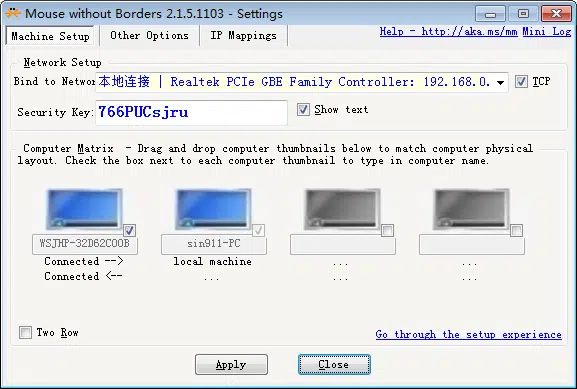 Mouse without Borders 2.1.5.1103 - Settings
Machine Setup Other Options IP Mappings Help - http://aka.ms/mm Mini Log
Network Setup
Bind to Networ 本地连接 | Realtek PCIe GBE Family Controller: 192.168.0. TCP
Security Key: 766PUCsjru Show text
Computer Matrix - Drag and drop computer thumbnails below to match computer physical
layout. Check the box next to each computer thumbnail to type in computer name.
WSJHP-32D62C00B sin911-PC
Connected --> local machine ... ...
Connected <-- ... ... ...
Two Row Go through the setup experience
Apply Close